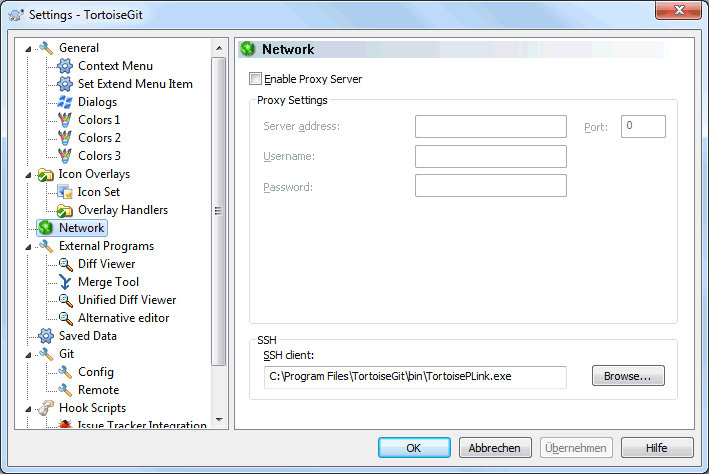 Settings - TortoiseGit
General
Context Menu
Set Extend Menu Item
Dialogs
Colors 1
Colors 2
Colors 3
Icon Overlays
Icon Set
Overlay Handlers
Network
External Programs
Diff Viewer
Merge Tool
Unified Diff Viewer
Alternative editor
Saved Data
Git
Config
Remote
Hook Scripts
Issue Tracker Integration
Network
Enable Proxy Server
Proxy Settings
Server address: Port: 0
Username:
Password:
SSH
SSH client:
C:\Program Files\TortoiseGit\bin\TortoisePLink.exe Browse...
OK Abbrechen Übernehmen Hilfe